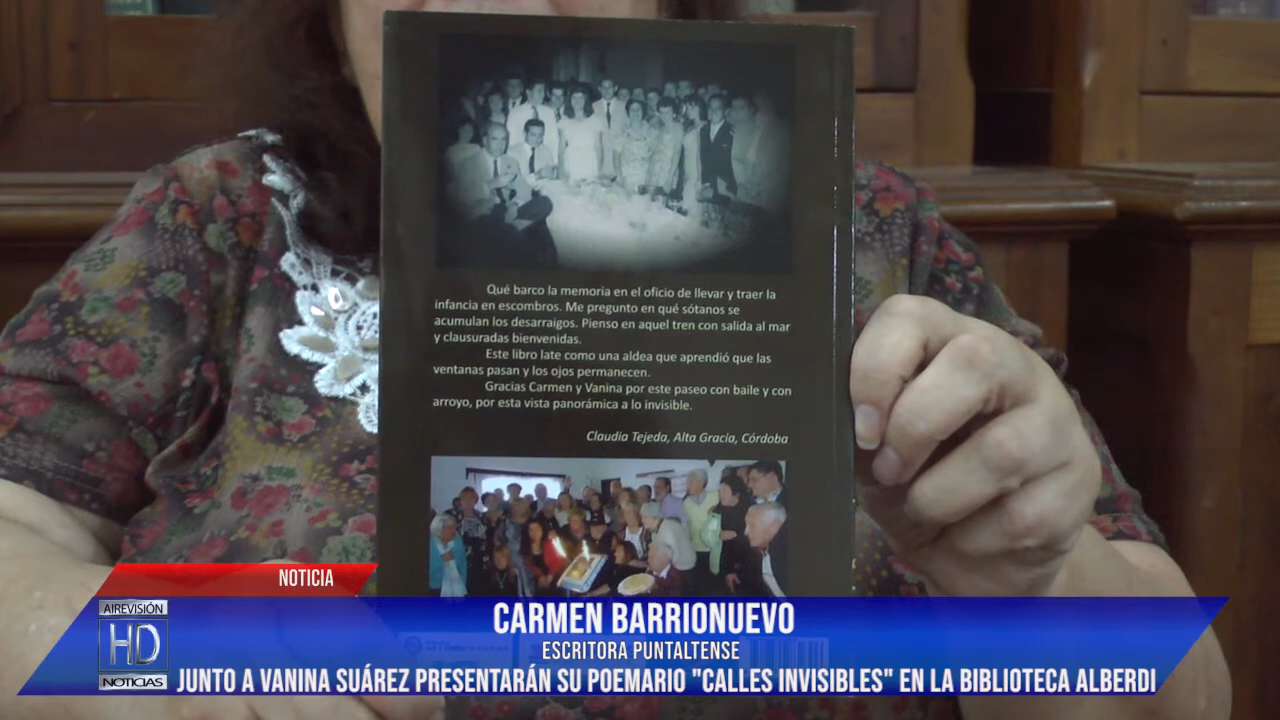 Qué barco la memoria en el oficio de llevar y traer la
infancia en escombros. Me pregunto en qué sótanos se
acumulan los desarraigos. Pienso en aquel tren con salida al mar
y clausuradas bienvenidas.
Este libro late como una aldea que aprendió que las
ventanas pasan y los ojos permanecen.
Gracias Carmen y Vanina por este paseo con baile y con
arroyo, por esta vista panorámica a lo invisible.
Claudia Tejeda, Alta Gracia, Córdoba
NOTICIA
AIREVISIÓN
HD
NOTICIAS
CARMEN BARRIONUEVO
ESCRITORA PUNTALTENSE
JUNTO A VANINA SUÁREZ PRESENTARÁN SU POEMARIO "CALLES INVISIBLES" EN LA BIBLIOTECA ALBERDI